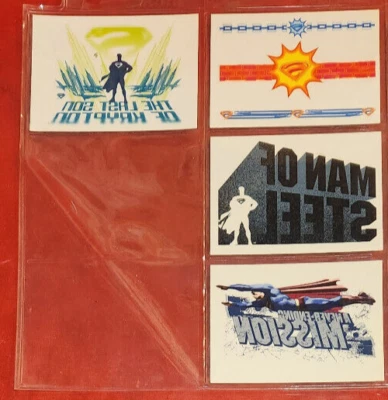 THE LAST SON
OF KRYPTON
MAN OF
STEEL
A NEVER-ENDING
MISSION